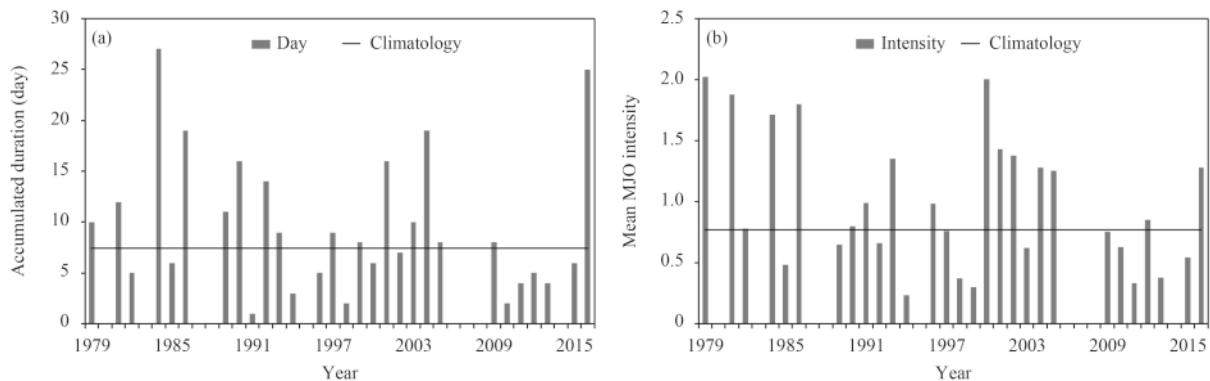 (a)
Day
Climatology
30
25
20
15
10
5
0
Accumulated duration (day)
1979 1985 1991 1997 2003 2009 2015
Year
(b)
Intensity
Climatology
2.5
2.0
1.5
1.0
0.5
0
Mean MJO intensity
1979 1985 1991 1997 2003 2009 2015
Year